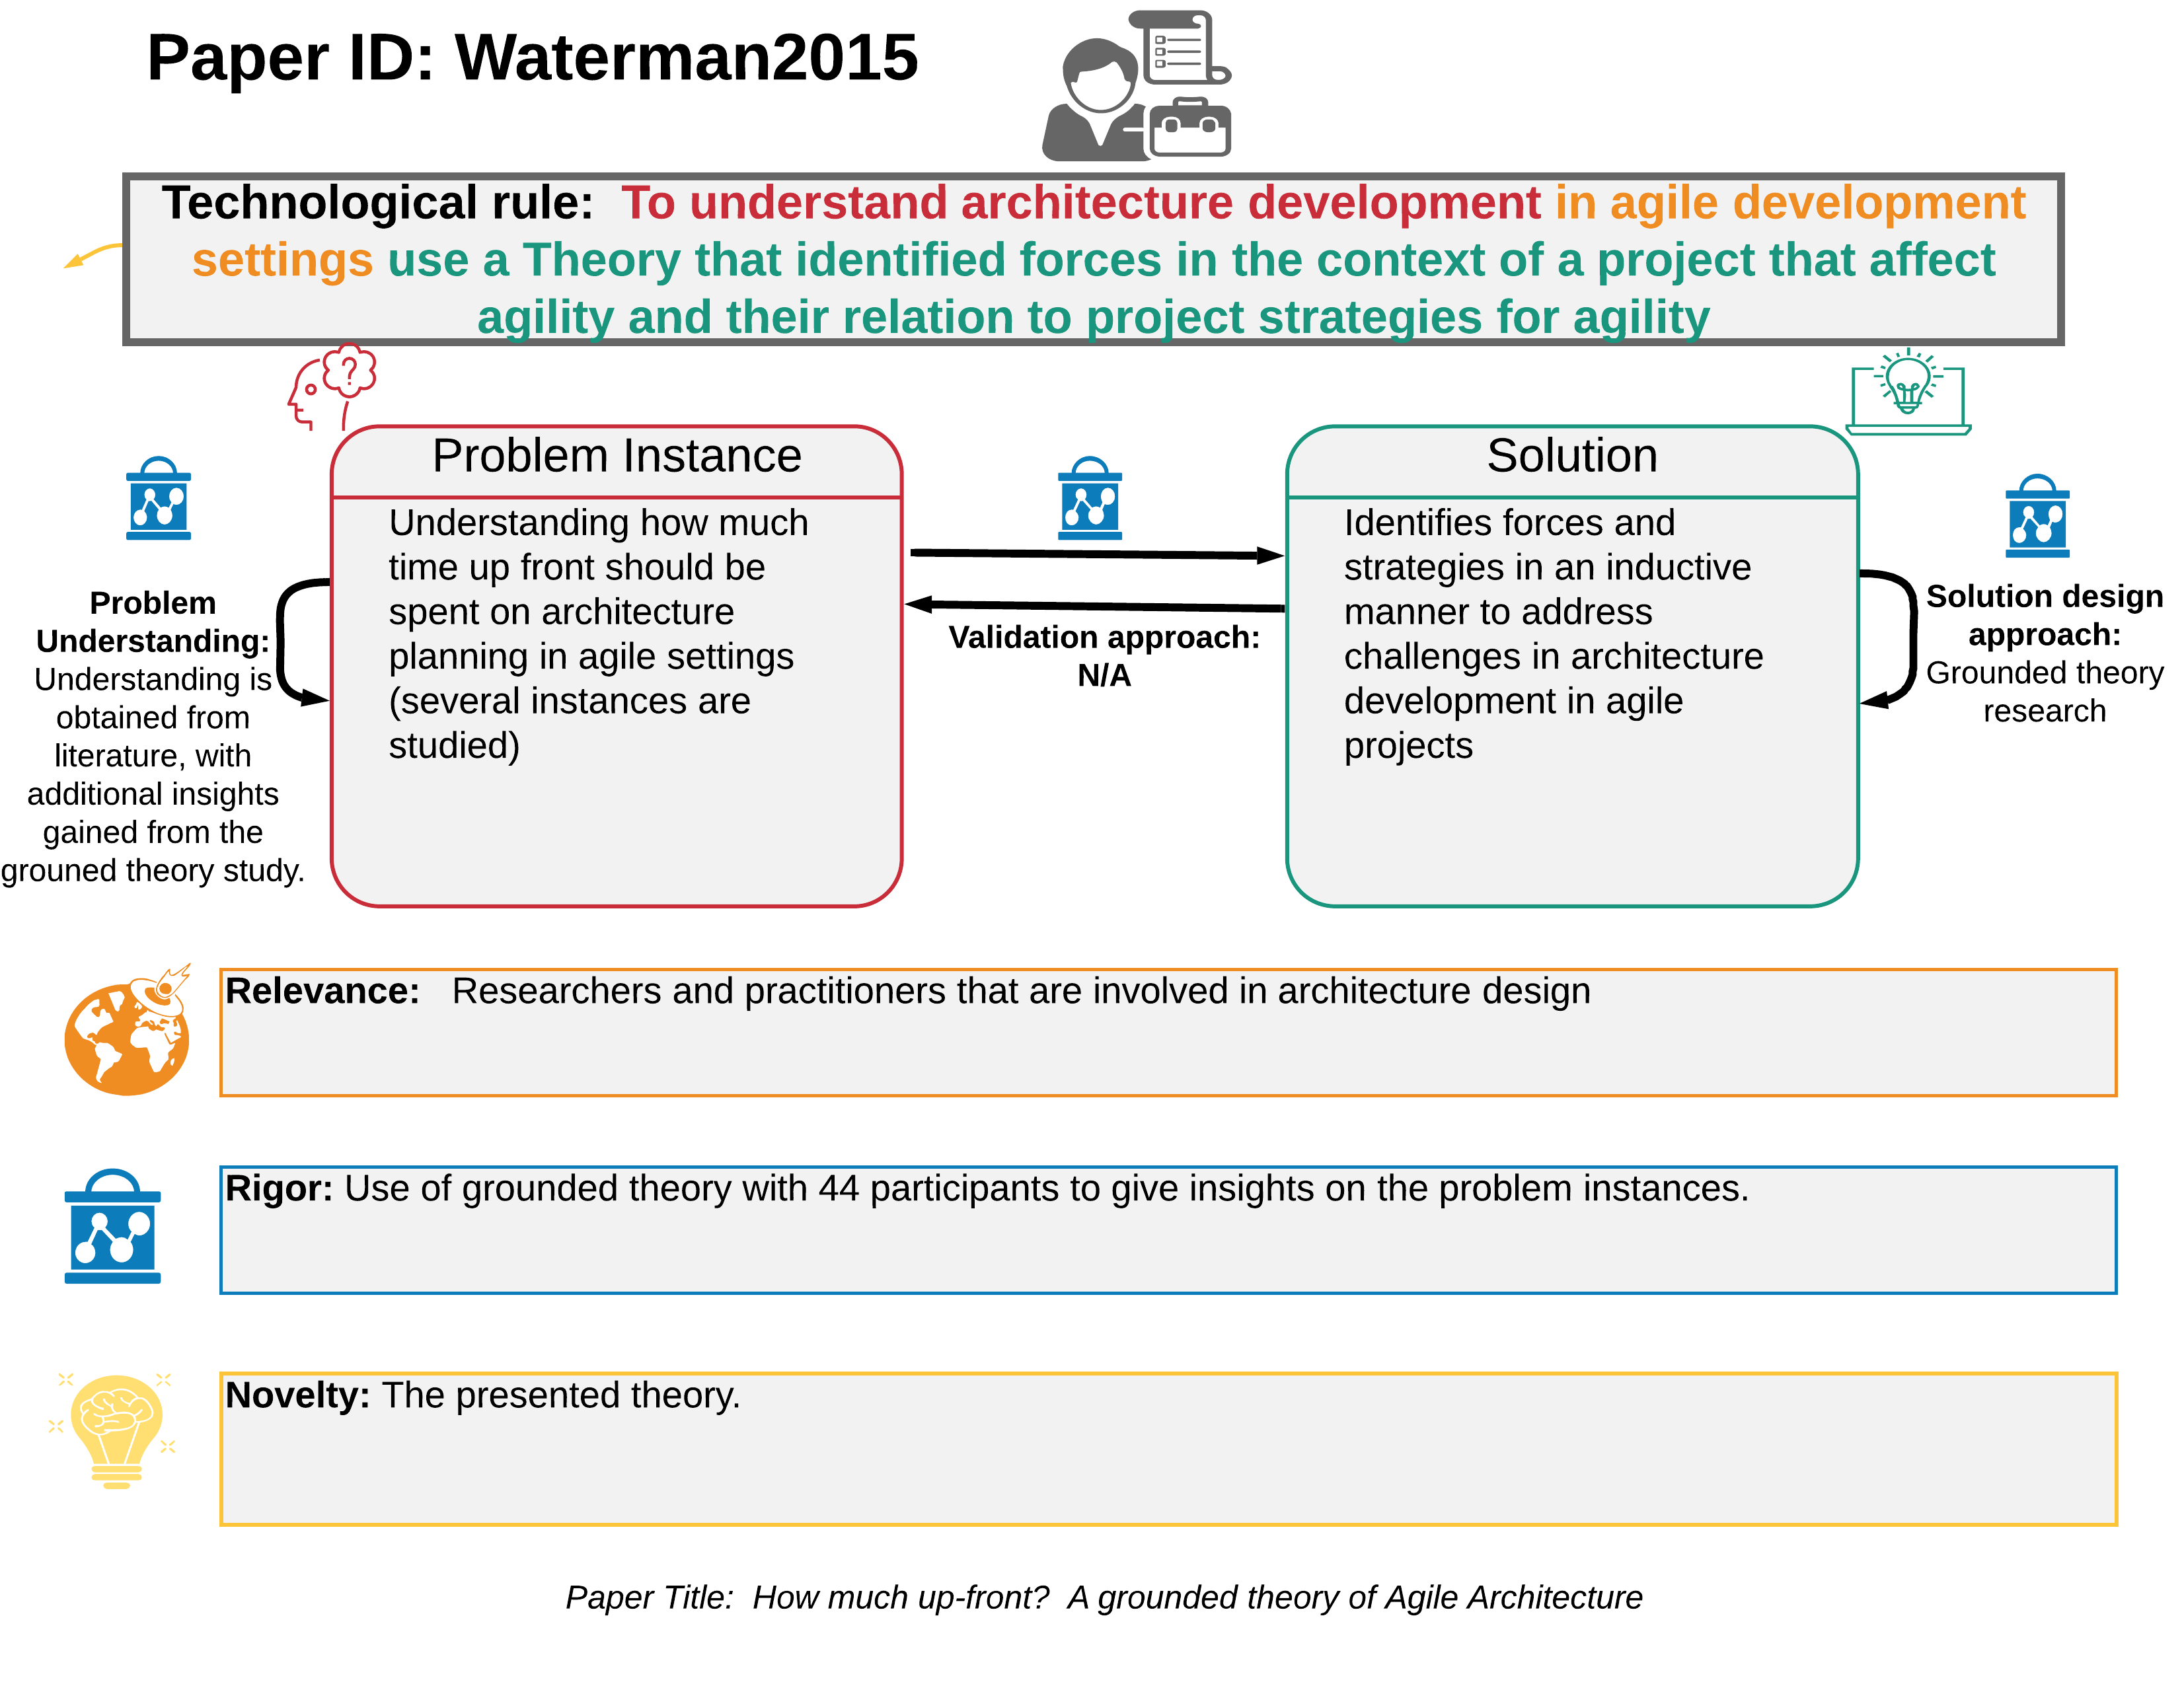 Paper ID: Waterman2015
Technological rule: To understand architecture development in agile development
settings use a Theory that identified forces in the context of a project that affect
agility and their relation to project strategies for agility
Problem Instance
Understanding how much
time up front should be
spent on architecture
planning in agile settings
(several instances are
studied)
Solution
Identifies forces and
strategies in an inductive
manner to address
challenges in architecture
development in agile
projects
Problem
Understanding:
Understanding is
obtained from
literature, with
additional insights
gained from the
grouned theory study.
Validation approach:
N/A
Solution design
approach:
Grounded theory
research
Relevance: Researchers and practitioners that are involved in architecture design
Rigor: Use of grounded theory with 44 participants to give insights on the problem instances.
Novelty: The presented theory.
Paper Title: How much up-front? A grounded theory of Agile Architecture